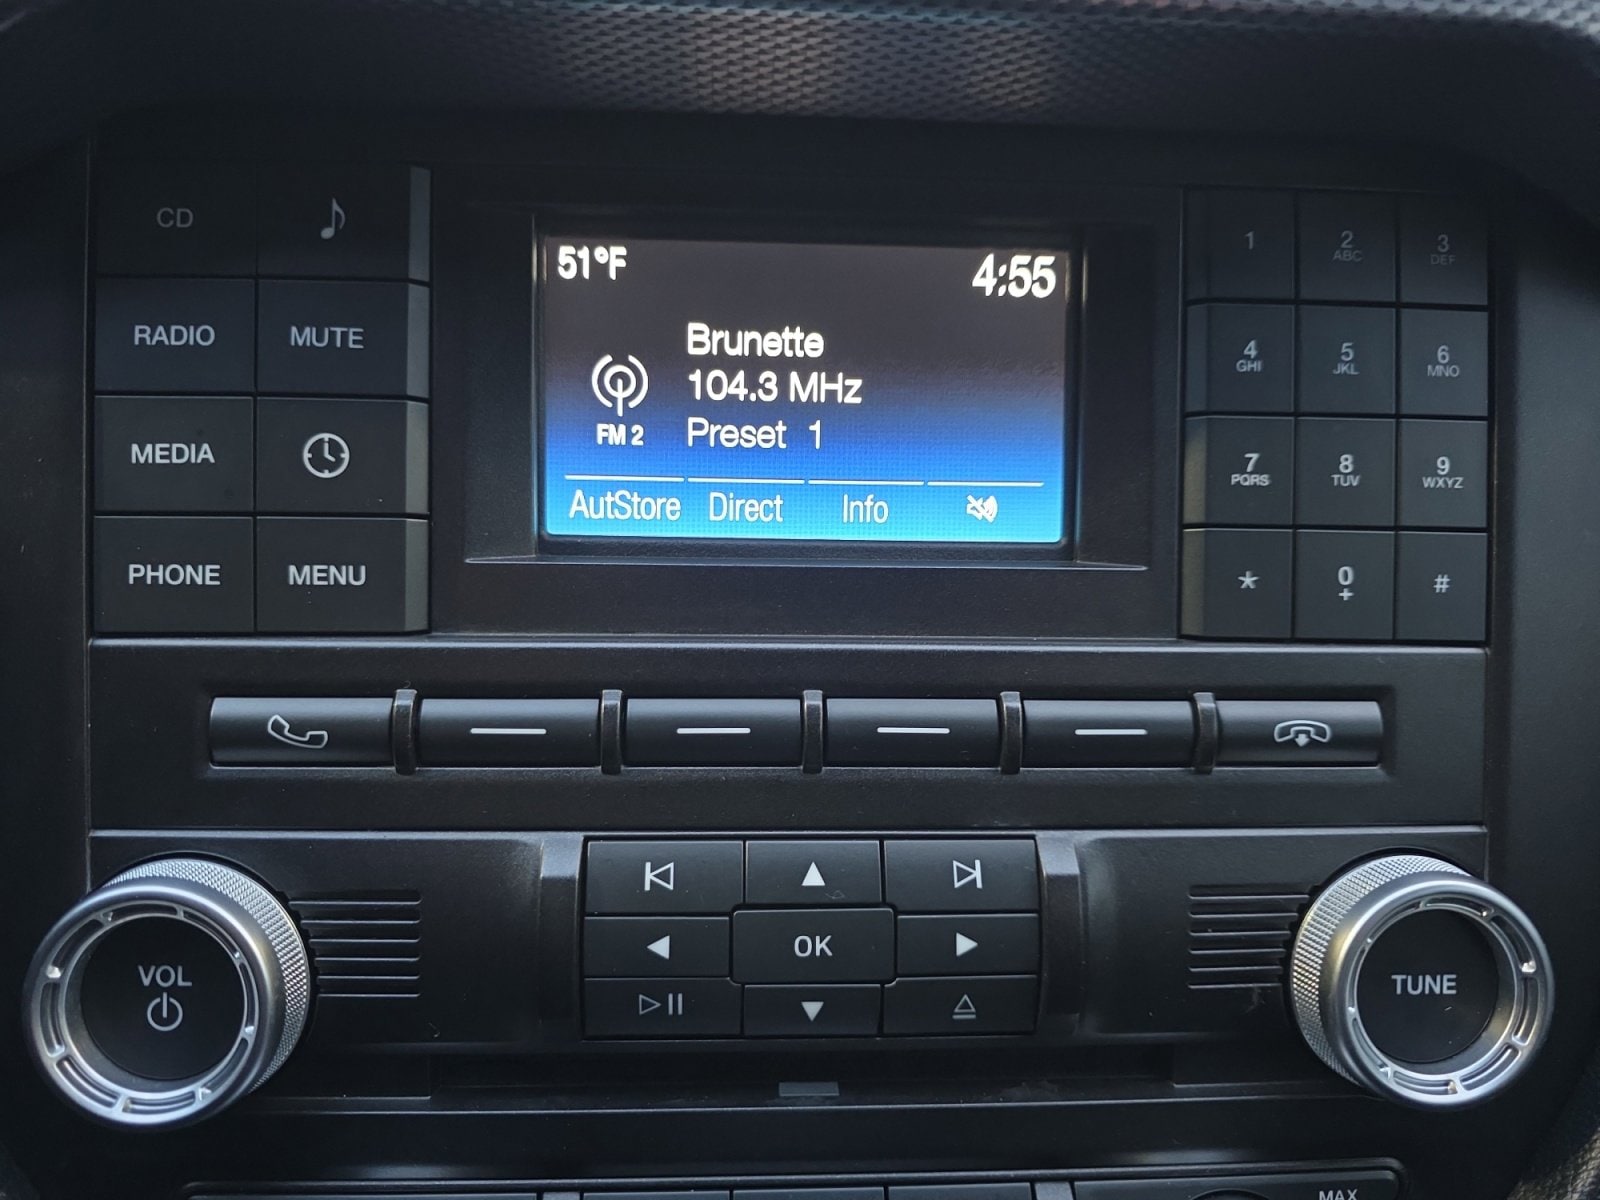 CD
RADIO MUTE
MEDIA
PHONE MENU
51°F 4:55
Brunette
104.3 MHz
FM 2 Preset 1
AutStore Direct Info
1 2 ABC 3 DEF
4 GHI 5 JKL 6 MNO
7 PQRS 8 TUV 9 WXYZ
* 0 + #
VOL
OK
TUNE
MAX